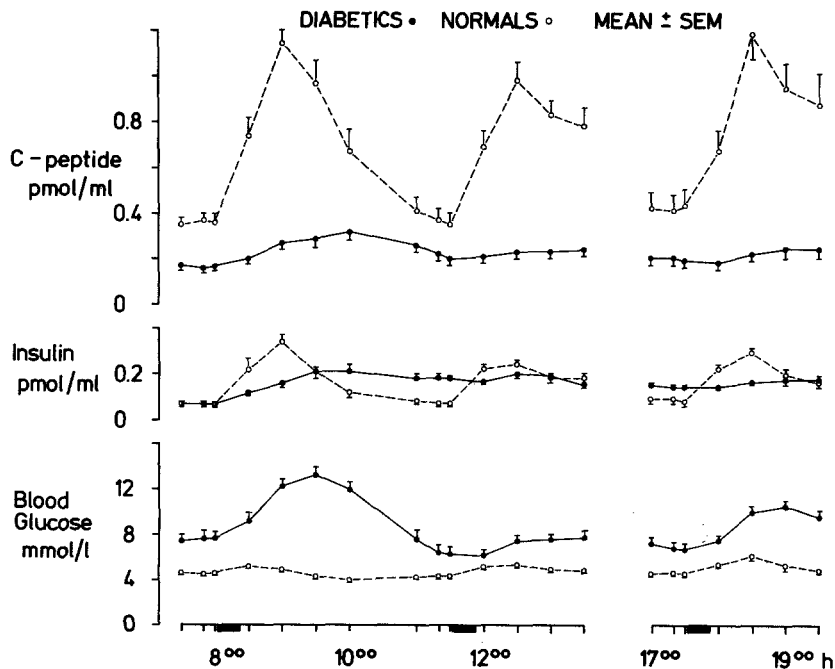 DIABETICS • NORMALS ○ MEAN ± SEM
C-peptide
pmol/ml
0.8
0.4
0
Insulin
pmol/ml
0.2
0
Blood
Glucose
mmol/l
12
8
4
0
8⁰⁰ 10⁰⁰ 12⁰⁰ 17⁰⁰ 19⁰⁰ h